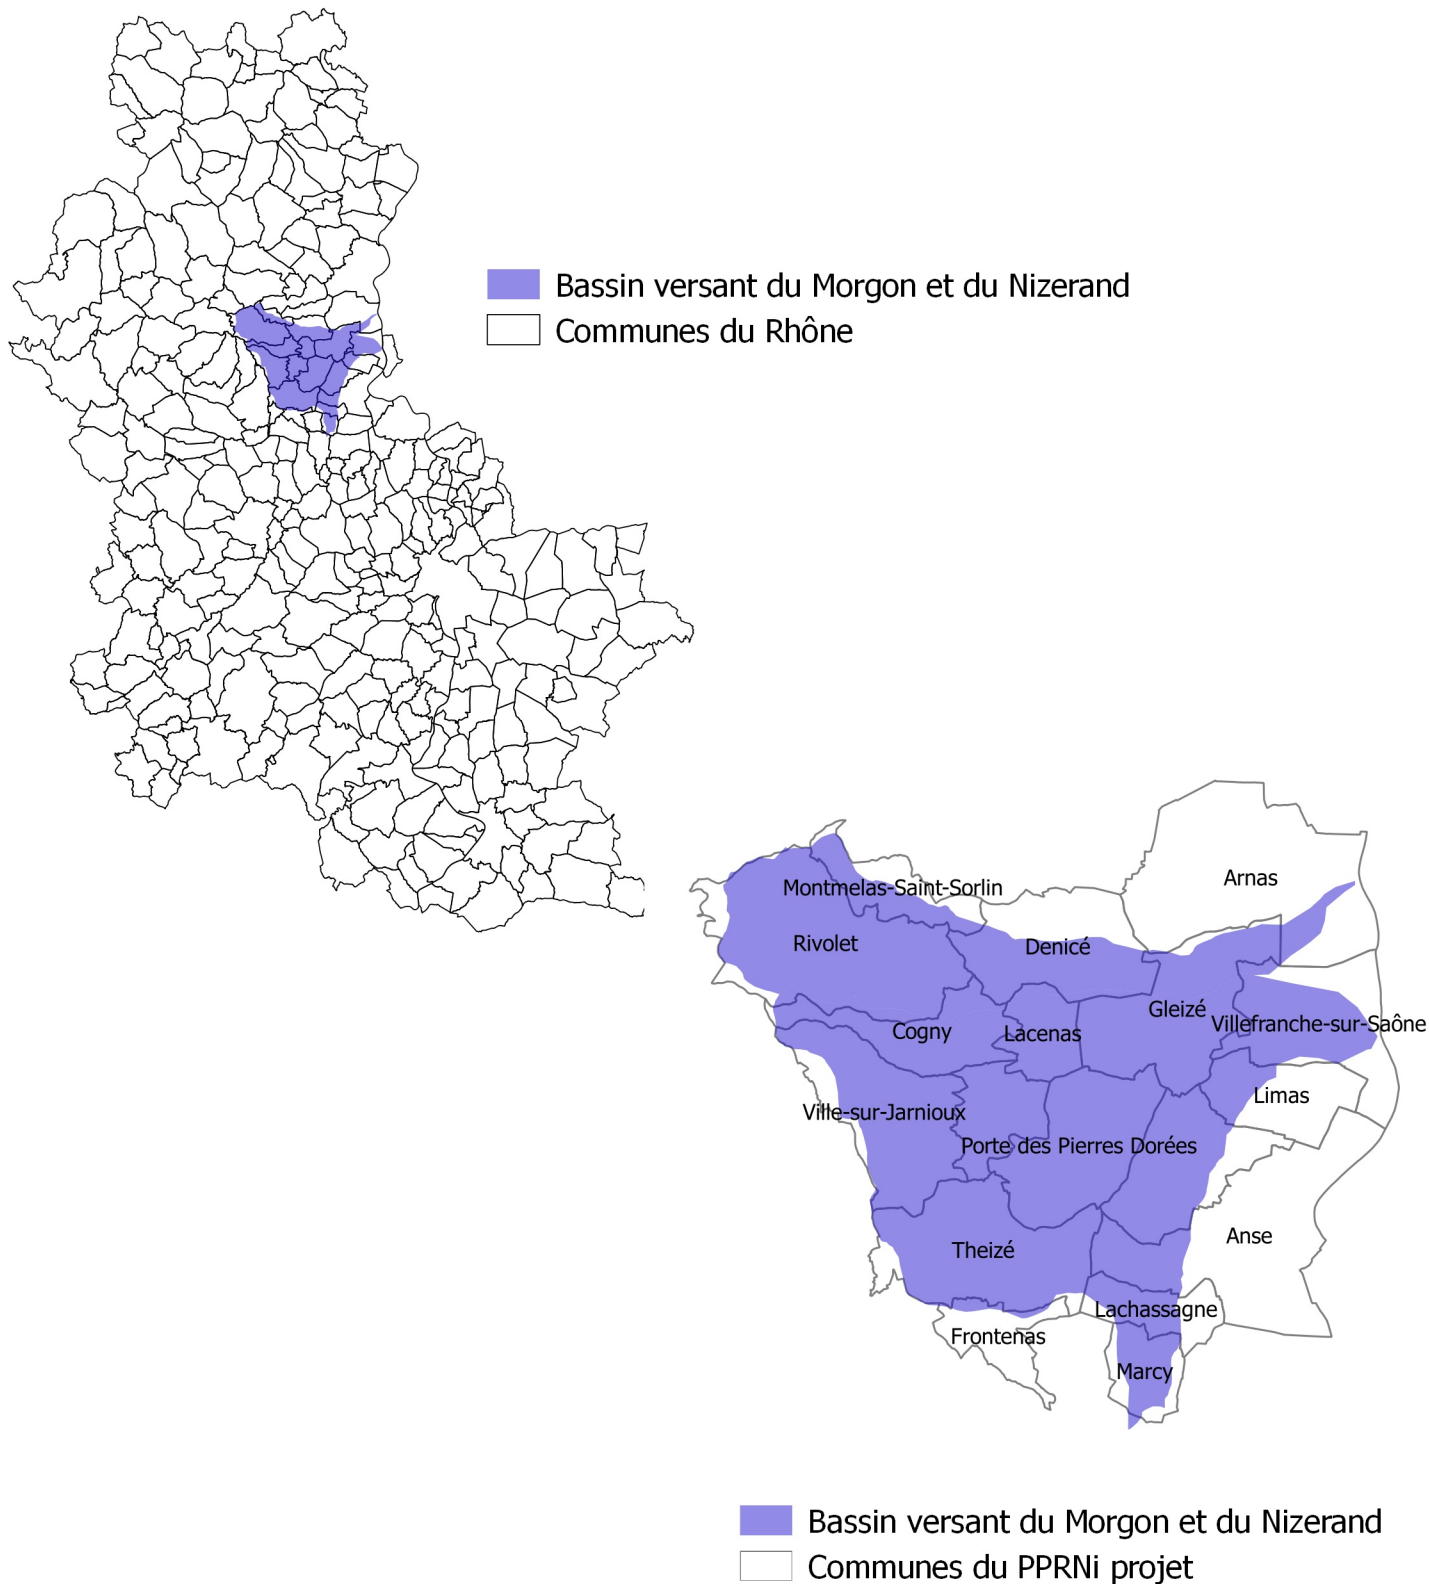 Bassin versant du Morgon et du Nizerand
Communes du Rhône
Arnas
Montmelas-Saint-Sorlin
Rivolet
Denicé
Gleizé
Villefranche-sur-Saône
Cogny
Lacenas
Limas
Ville-sur-Jarnioux
Porte des Pierres Dorées
Anse
Theizé
Lachassagne
Frontenas
Marcy
Bassin versant du Morgon et du Nizerand
Communes du PPRNi projet